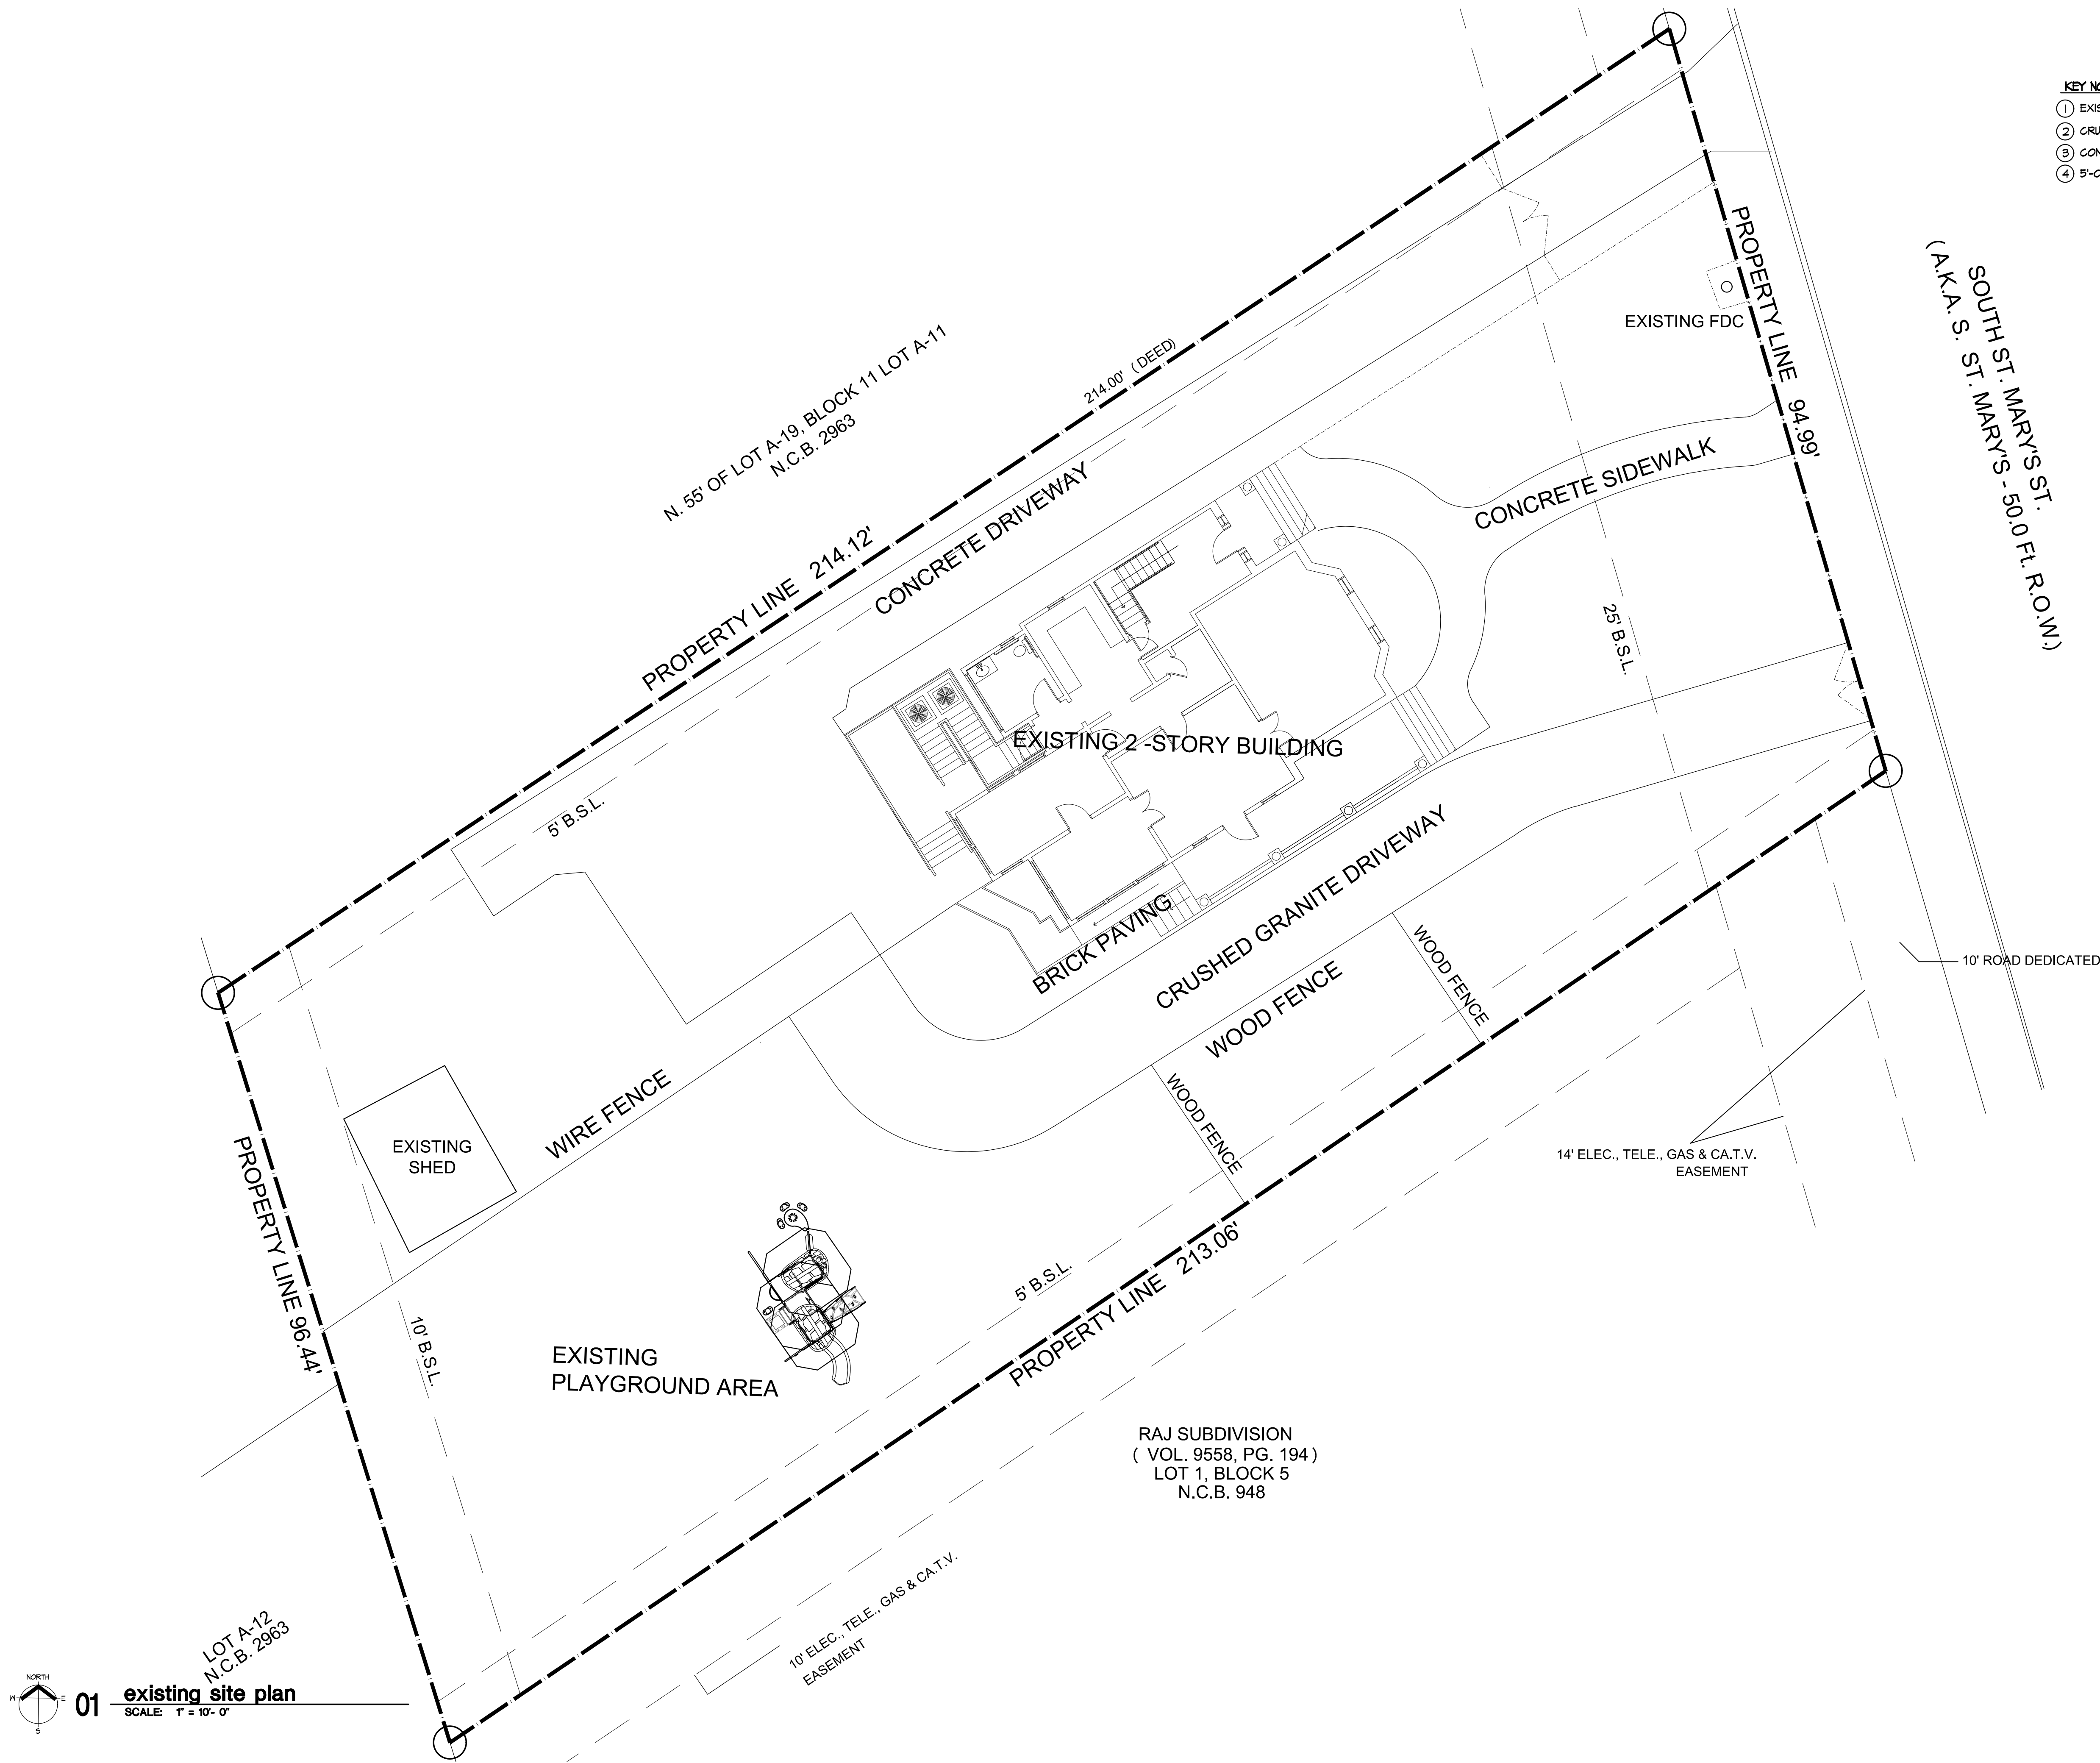 KEY
1 EXIS
2 CRU
3 CON
4 5'-
SOUTH ST. MARY'S ST.
( A.K.A. S. ST. MARY'S - 50.0 Ft. R.O.W.)
PROPERTY LINE 94.99'
EXISTING FDC
214.00' (DEED)
N. 55' OF LOT A-19, BLOCK 11 LOT A-11
N.C.B. 2963
CONCRETE SIDEWALK
CONCRETE DRIVEWAY
PROPERTY LINE 214.12'
25' B.S.L.
EXISTING 2 -STORY BUILDING
5' B.S.L.
CRUSHED GRANITE DRIVEWAY
BRICK PAVING
WOOD FENCE
WOOD FENCE
WOOD FENCE
10' ROAD DEDICATED
WIRE FENCE
EXISTING
SHED
PROPERTY LINE 96.44'
14' ELEC., TELE., GAS & CA.T.V.
EASEMENT
5' B.S.L.
PROPERTY LINE 213.06'
10' B.S.L.
EXISTING
PLAYGROUND AREA
RAJ SUBDIVISION
( VOL. 9558, PG. 194)
LOT 1, BLOCK 5
N.C.B. 948
10' ELEC., TELE., GAS & CA.T.V.
EASEMENT
LOT A-12
N.C.B. 2963
NORTH
W E
S
01 existing site plan
SCALE: 1" = 10'- 0"